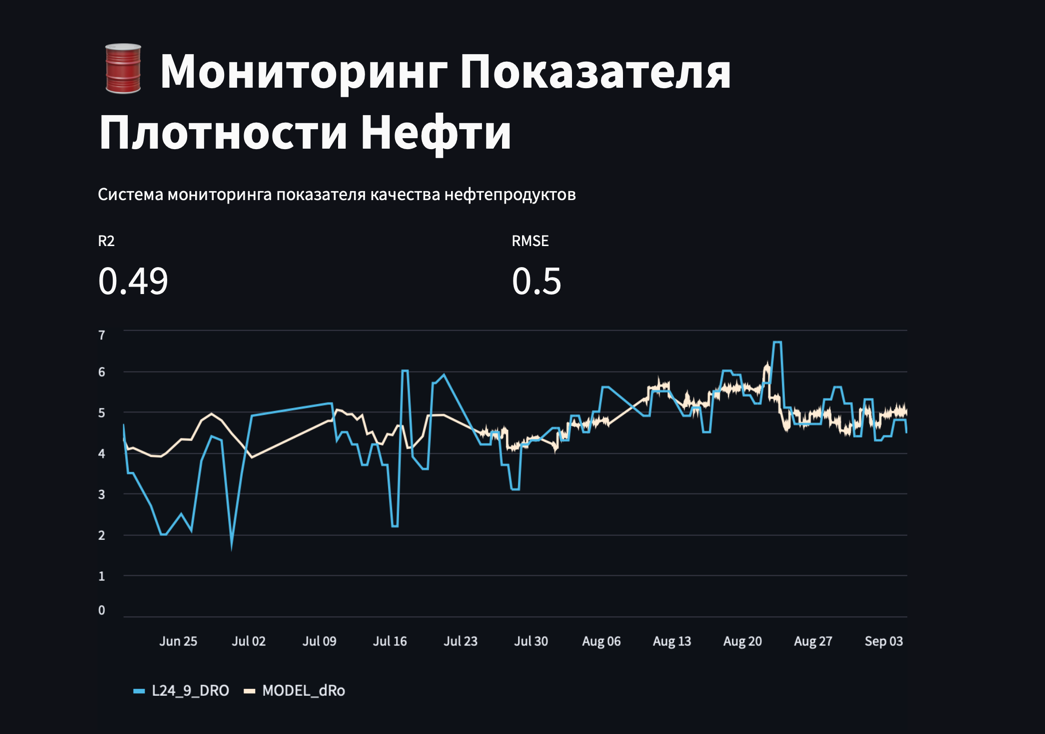 Мониторинг Показателя
Плотности Нефти
Система мониторинга показателя качества нефтепродуктов
R2
RMSE
0.49
0.5
7
6
5
4
3
2
1
0
Jun 25 Jul 02 Jul 09 Jul 16 Jul 23 Jul 30 Aug 06 Aug 13 Aug 20 Aug 27 Sep 03
L24_9_DRO MODEL_dRo